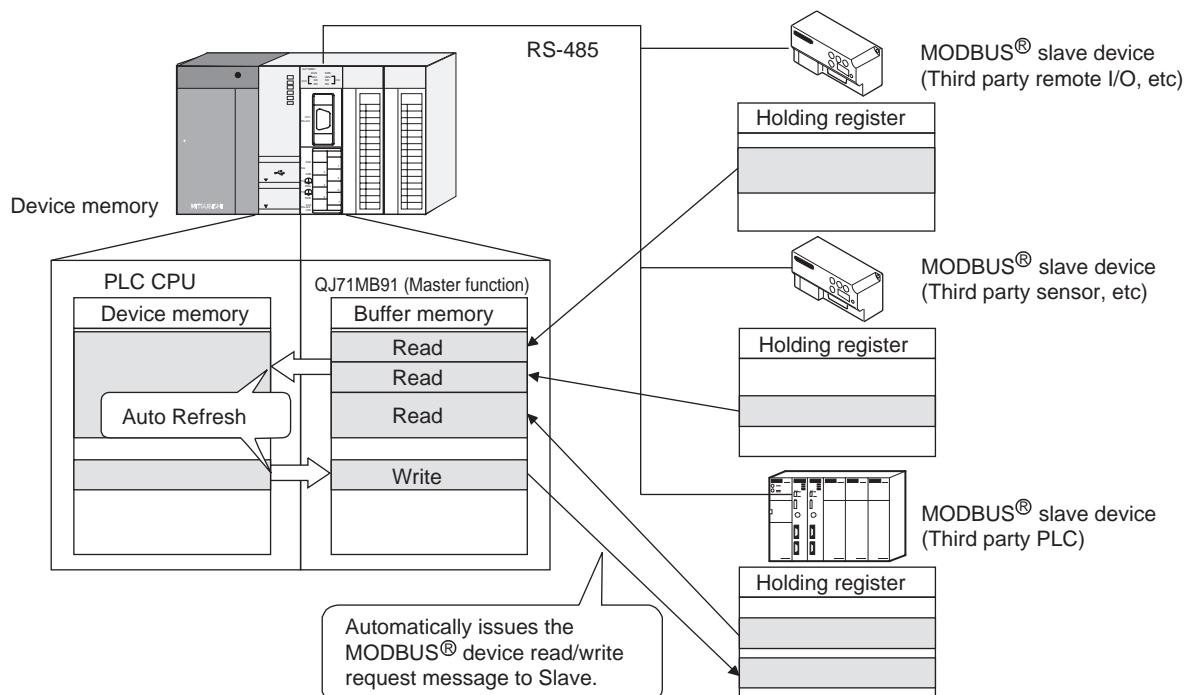 RS-485
MODBUS® slave device
(Third party remote I/O, etc)
Holding register
Device memory
MITSUBISHI
PLC CPU
Device memory
QJ71MB91 (Master function)
Buffer memory
Read
Read
Read
Write
Auto Refresh
MODBUS® slave device
(Third party sensor, etc)
Holding register
MODBUS® slave device
(Third party PLC)
Holding register
Automatically issues the
MODBUS® device read/write
request message to Slave.